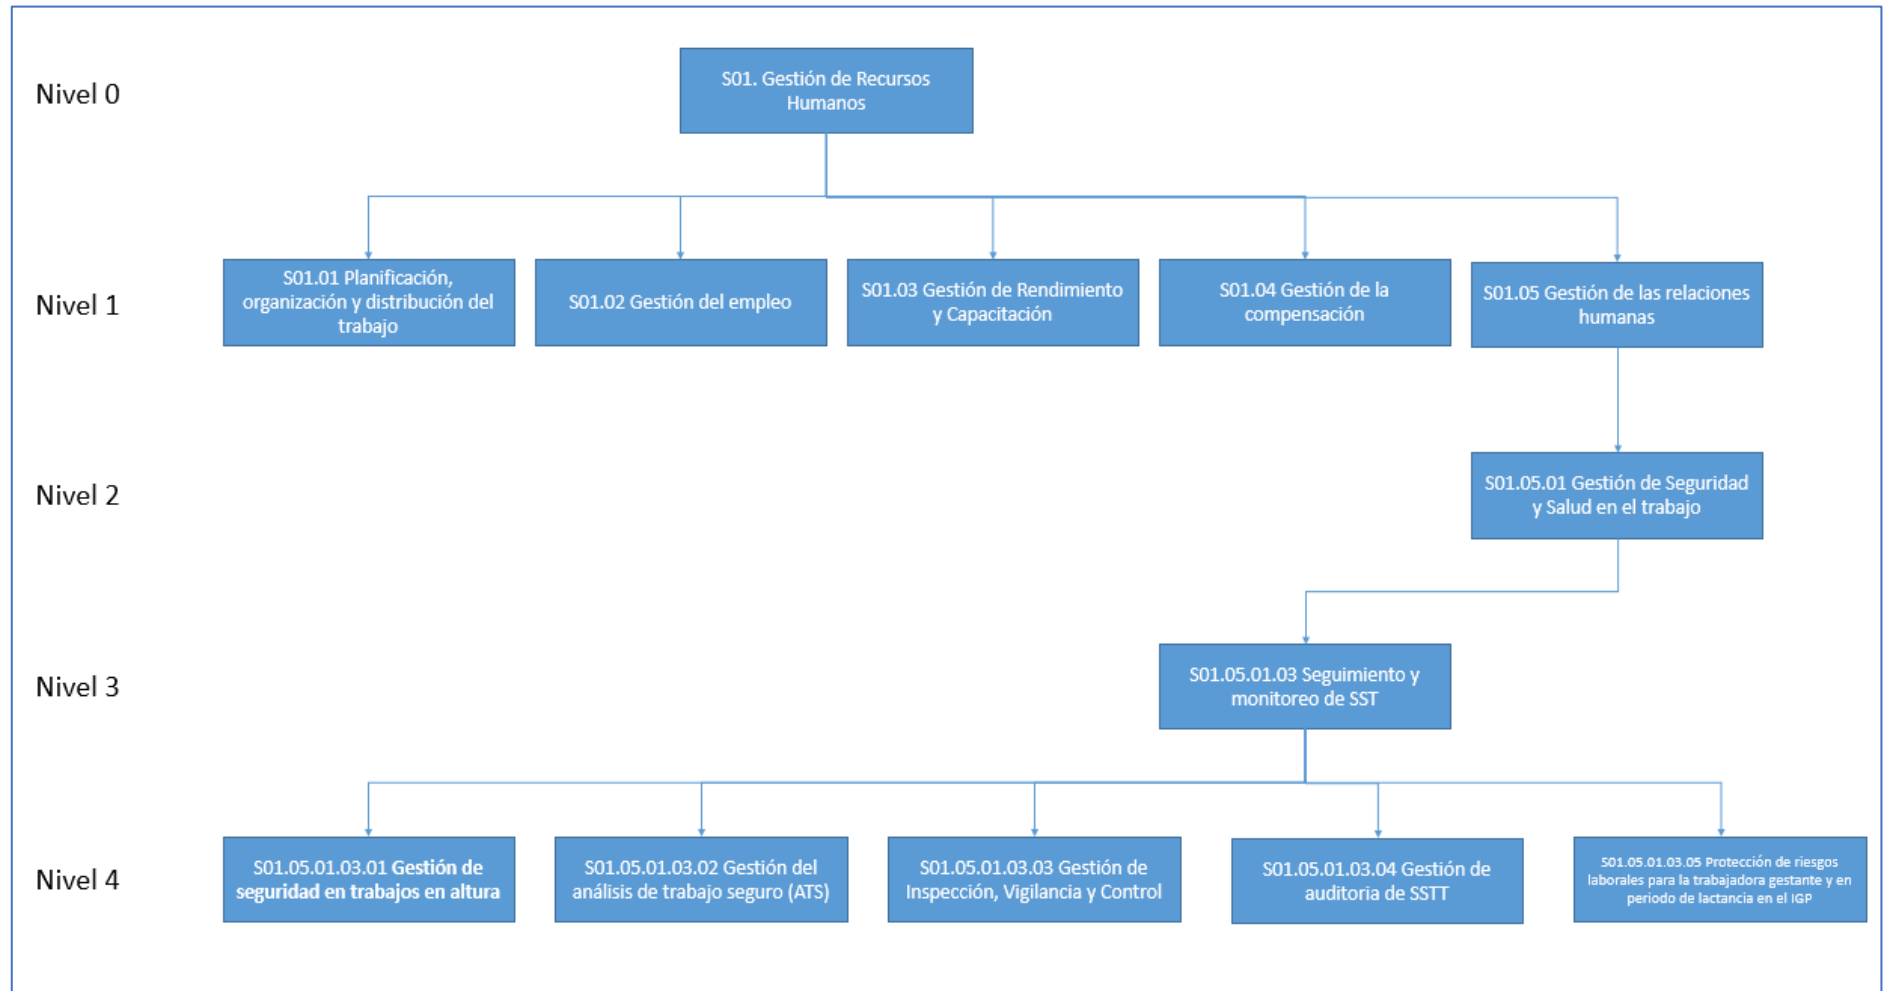 Nivel 0
S01. Gestión de Recursos
Humanos
Nivel 1
S01.01 Planificación,
organización y distribución del
trabajo
S01.02 Gestión del empleo
S01.03 Gestión de Rendimiento
y Capacitación
S01.04 Gestión de la
compensación
S01.05 Gestión de las relaciones
humanas
Nivel 2
S01.05.01 Gestión de Seguridad
y Salud en el trabajo
Nivel 3
S01.05.01.03 Seguimiento y
monitoreo de SST
Nivel 4
S01.05.01.03.01 Gestión de
seguridad en trabajos en altura
S01.05.01.03.02 Gestión del
análisis de trabajo seguro (ATS)
S01.05.01.03.03 Gestión de
Inspección, Vigilancia y Control
S01.05.01.03.04 Gestión de
auditoria de SSTT
S01.05.01.03.05 Protección de riesgos
laborales para la trabajadora gestante y en
periodo de lactancia en el IGP